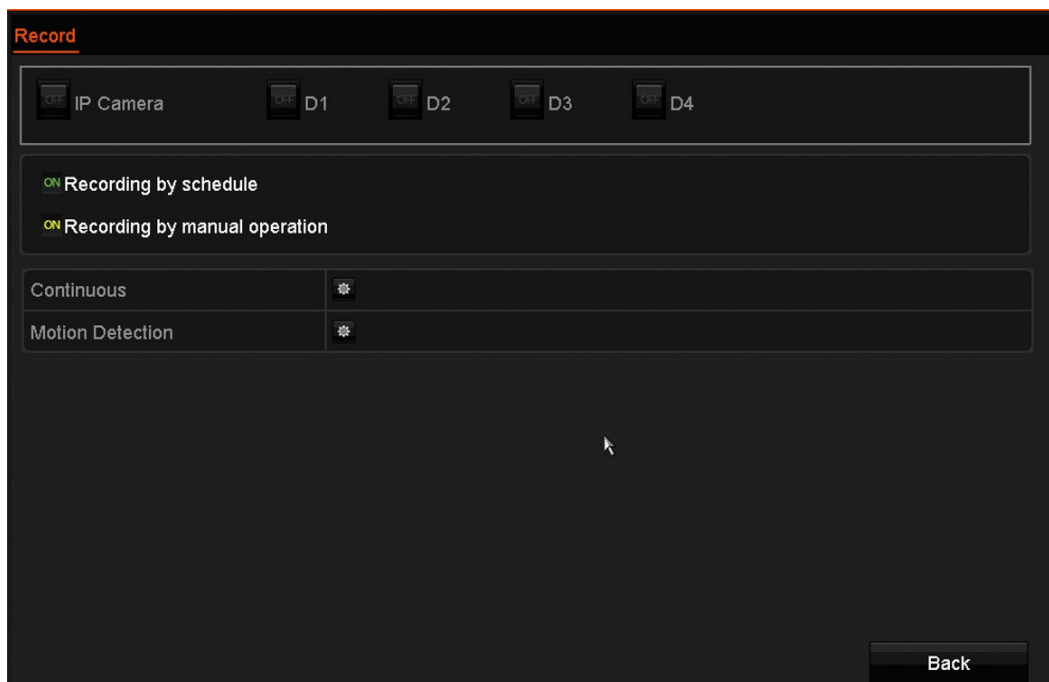 Record
OFF IP Camera OFF D1 OFF D2 OFF D3 OFF D4
ON Recording by schedule
ON Recording by manual operation
Continuous
Motion Detection
Back